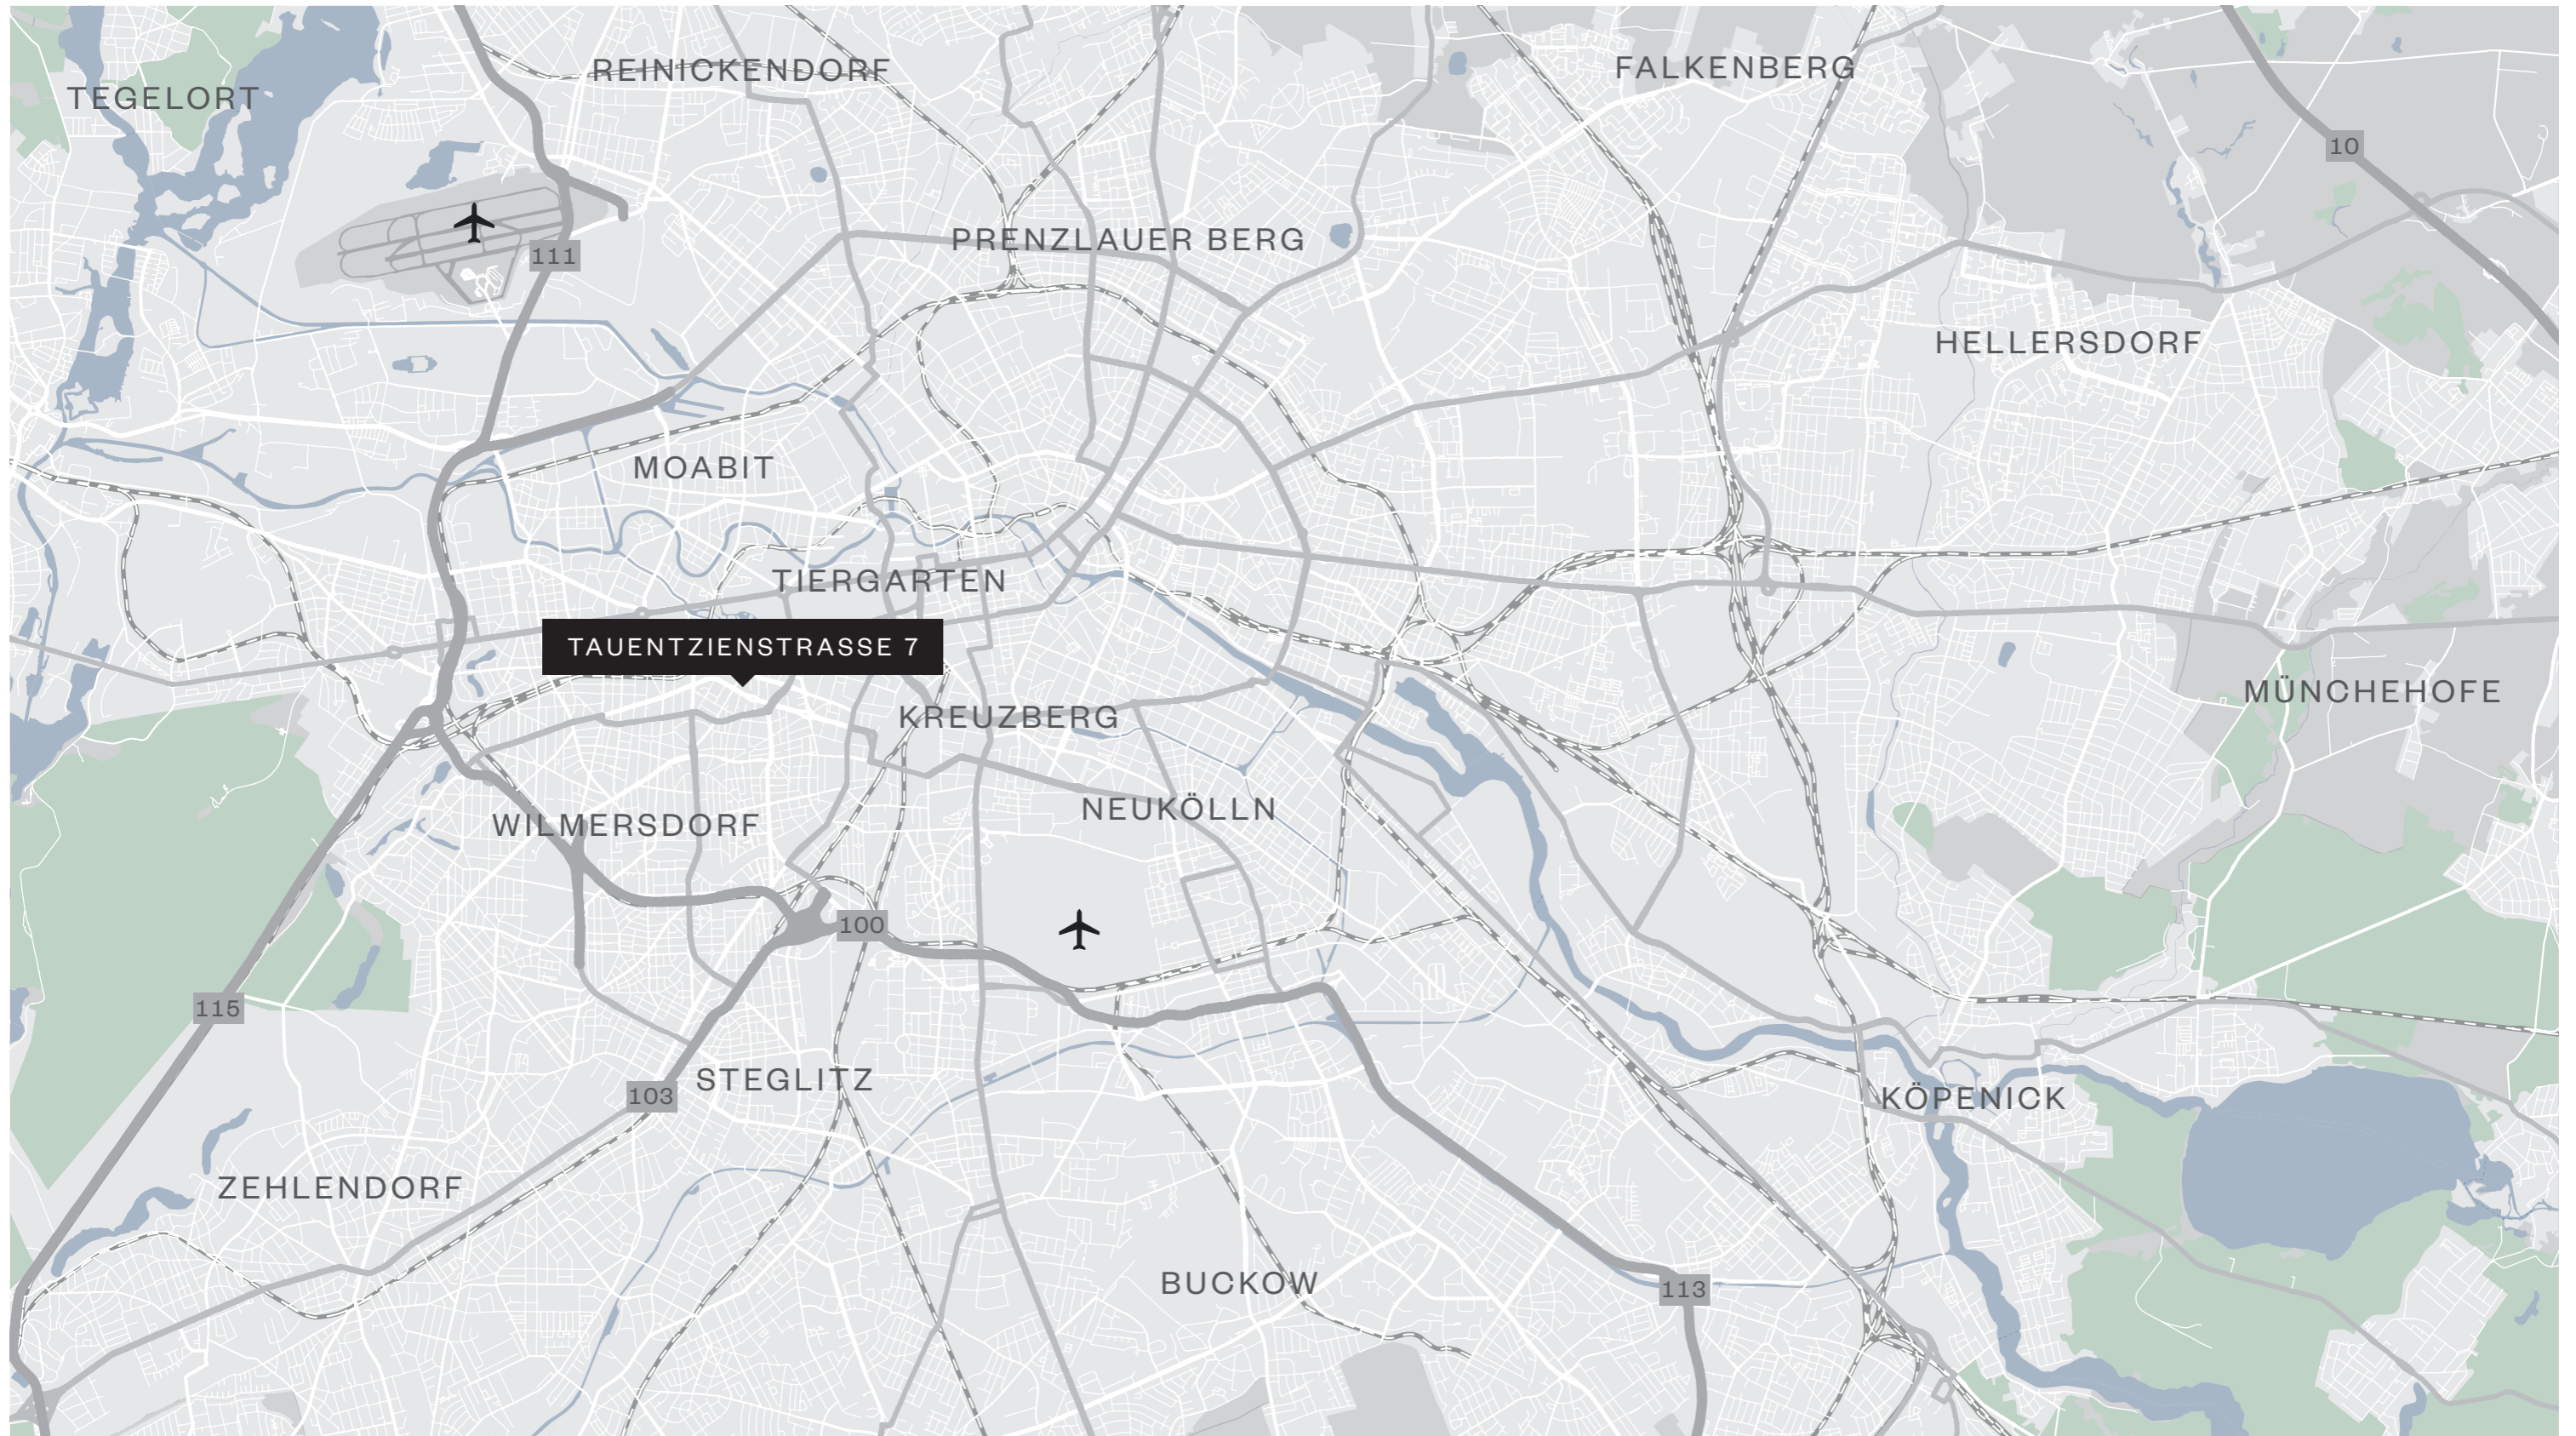 REINICKENDORF
FALKENBERG
TEGELORT
10
PRENZLAUER BERG
111
HELLERSDORF
MOABIT
TIERGARTEN
TAUENTZIENSTRASSE 7
MÜNCHEHOFE
KREUZBERG
NEUKÖLLN
WILMERSDORF
100
115
STEGLITZ
103
KÖPENICK
ZEHLENDORF
BUCKOW
113